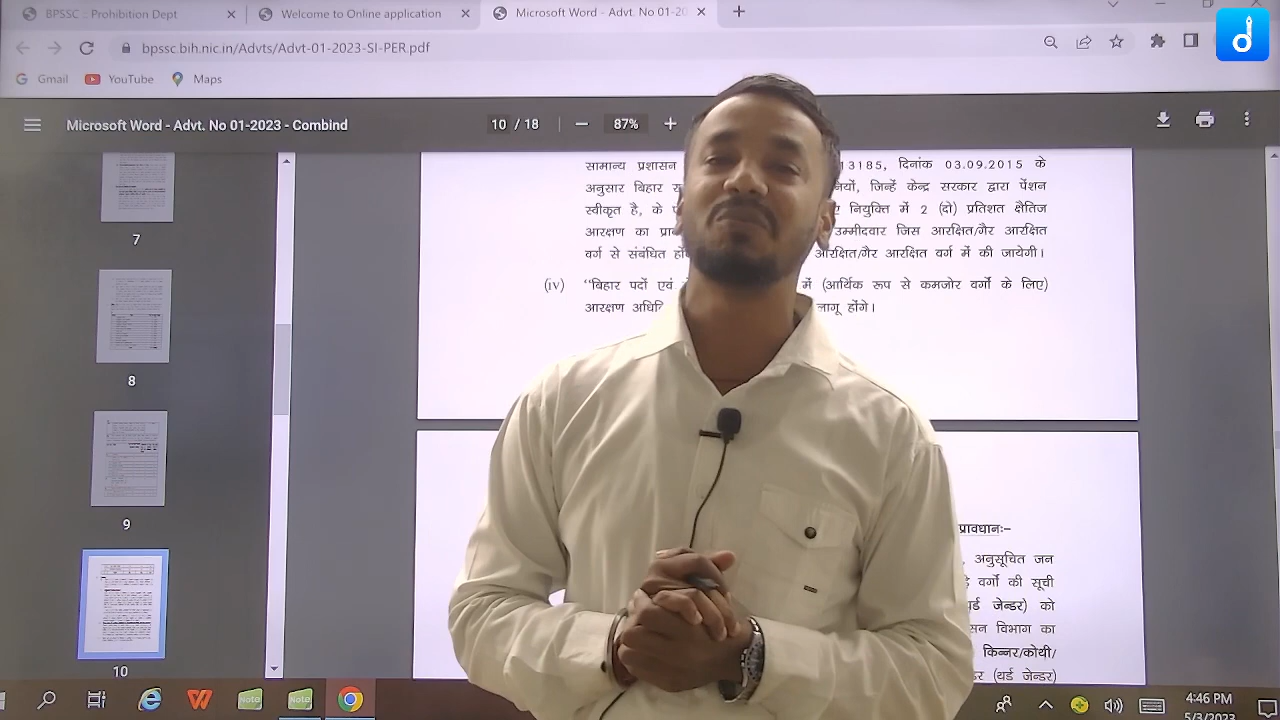 BPSSC :: Prohibition Dept
Welcome to Online application
Microsoft Word - Advt. No 01-20
bpssc.bih.nic.in/Advts/Advt-01-2023-SI-PER.pdf
Gmail
YouTube
Maps
Microsoft Word - Advt. No 01-2023 - Combind
10 / 18
87%
सामान्य प्रशासन 13185, दिनांक 03.09.2015 के
अनुसार बिहार जिन्हें केन्द्र सरकार द्वारा पेंशन
स्वीकृत है, के नियुक्ति में 2 (दो) प्रतिशत क्षैतिज
आरक्षण का उम्मीदवार जिस आरक्षित/गैर आरक्षित
वर्ग से संबंधित आरक्षित/गैर आरक्षित वर्ग में की जायेगी।
(iv) "बिहार पदों एवं में (आर्थिक रूप से कमजोर वर्गों के लिए)
आरक्षण लागू होंगे।
प्रावधानः–
अनुसूचित जन
वर्गों की सूची
जेन्डर) को
विभाग का
किन्नर/कोथी/
(थर्ड जेन्डर)
7
8
9
10
Note
Note
4:46 PM
5/3/2023